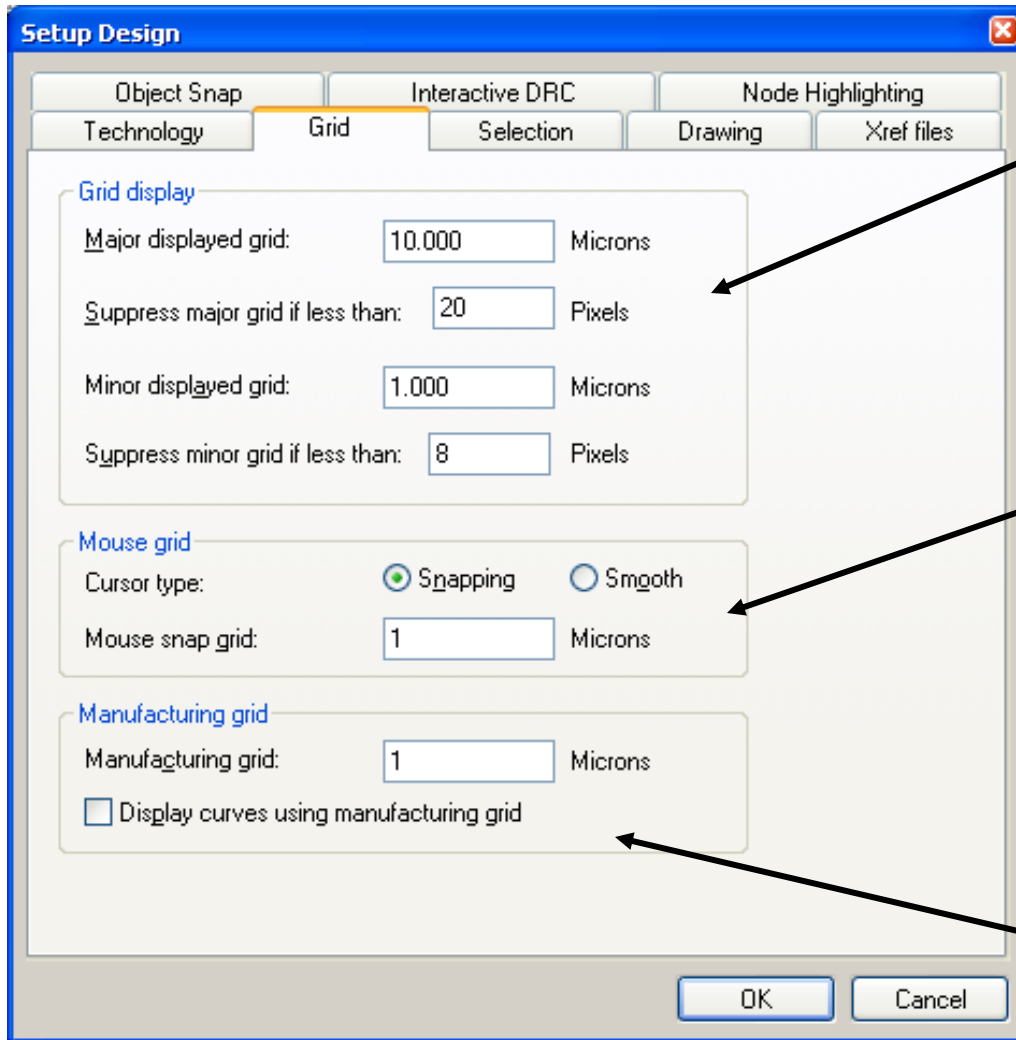 Setup Design
Object Snap Interactive DRC Node Highlighting
Technology Grid Selection Drawing Xref files
Grid display
Major displayed grid: 10.000 Microns
Suppress major grid if less than: 20 Pixels
Minor displayed grid: 1.000 Microns
Suppress minor grid if less than: 8 Pixels
Mouse grid
Cursor type: Snapping Smooth
Mouse snap grid: 1 Microns
Manufacturing grid
Manufacturing grid: 1 Microns
Display curves using manufacturing grid
OK Cancel